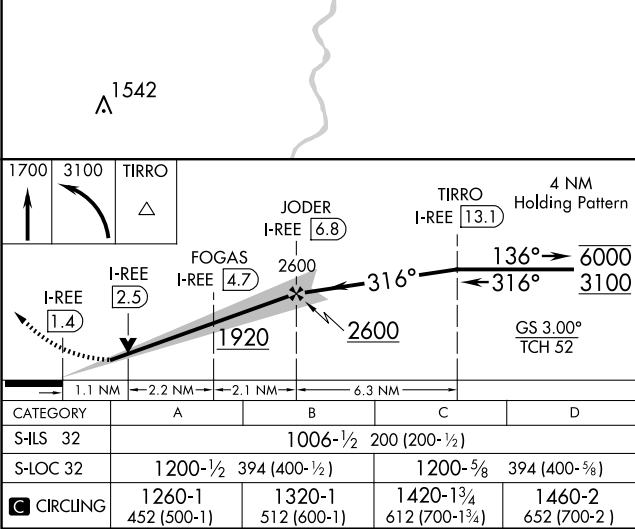 1542
1700 3100 TIRRO
4 NM
Holding Pattern
TIRRO
I-REE 13.1
JODER
I-REE 6.8
FOGAS
I-REE 4.7
I-REE
2.5
I-REE
1.4
2600
136° 6000
316° 316° 3100
1920
2600
GS 3.00°
TCH 52
1.1 NM 2.2 NM 2.1 NM 6.3 NM
CATEGORY A B C D
S-ILS 32 1006-½ 200 (200-½)
S-LOC 32 1200-½ 394 (400-½) 1200-⅝ 394 (400-⅝)
C CIRCLING 1260-1 1320-1 1420-1¾ 1460-2
452 (500-1) 512 (600-1) 612 (700-1¾) 652 (700-2)